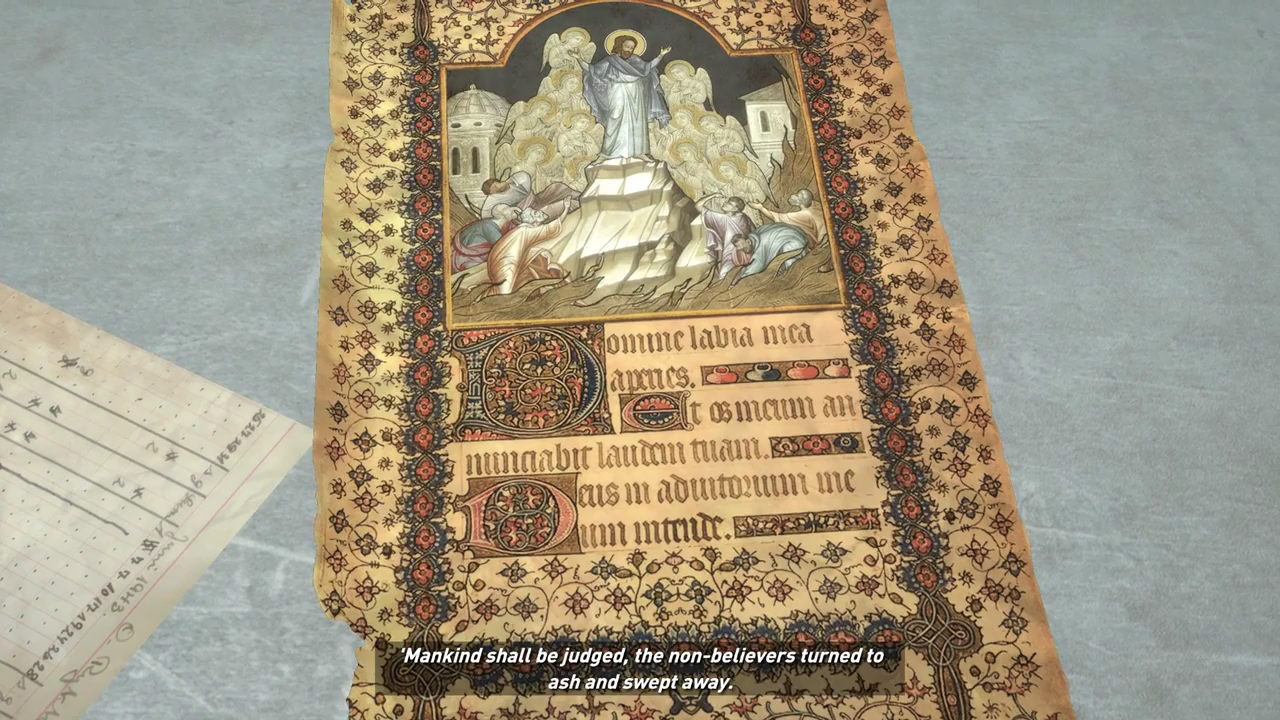 Domine labia mea
aperies.
Et os meum an
nunciabit laudem tuam.
Deus in adiutorium me
um intende.
'Mankind shall be judged, the non-believers turned to
ash and swept away.